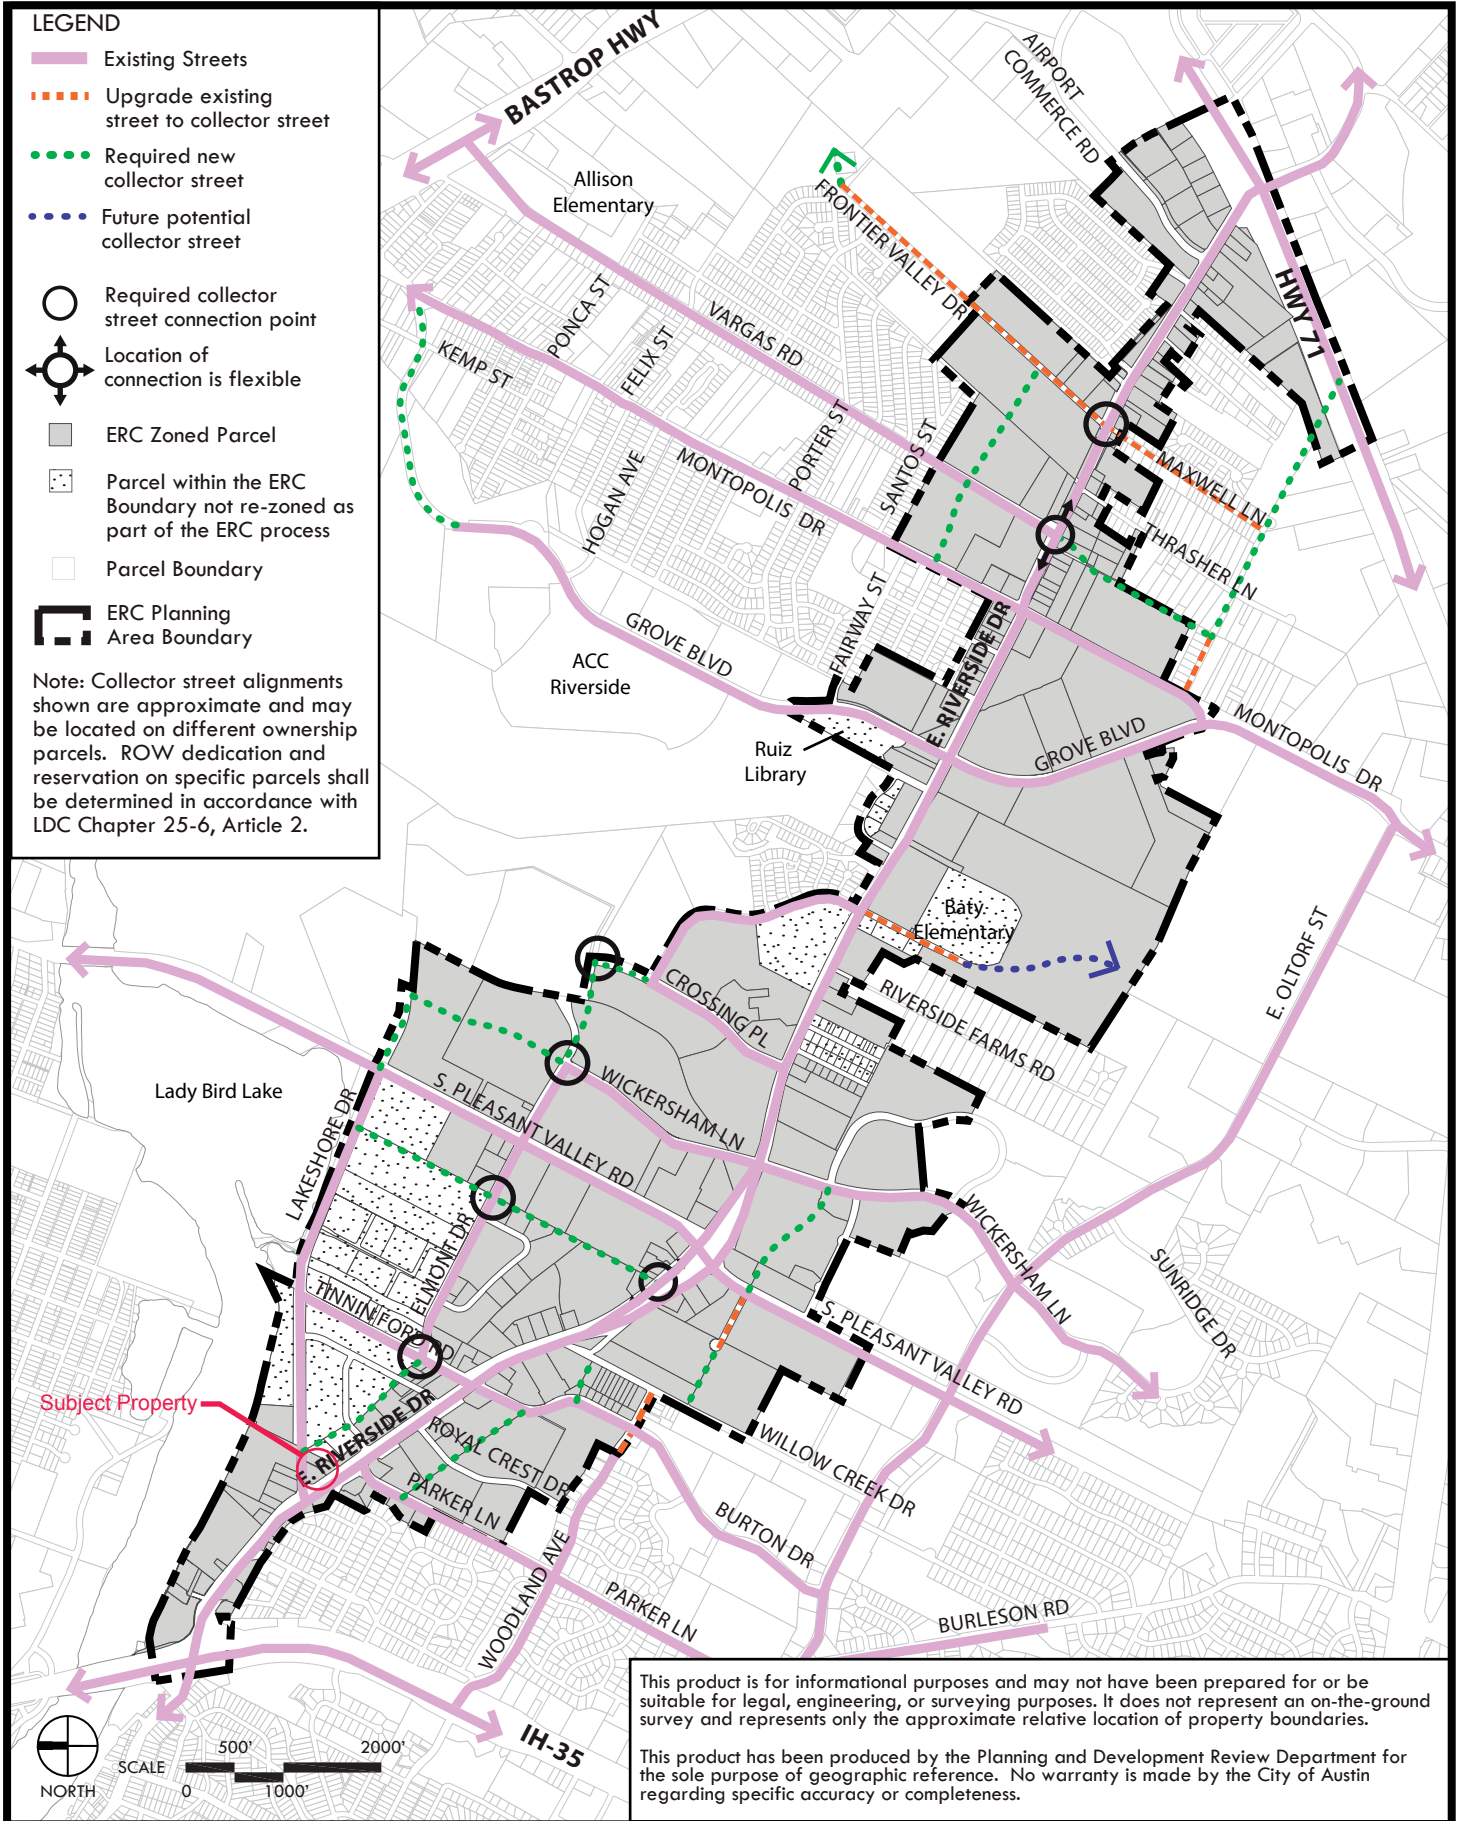 LEGEND
Existing Streets
Upgrade existing
street to collector street
Required new
collector street
Future potential
collector street
Required collector
street connection point
Location of
connection is flexible
ERC Zoned Parcel
Parcel within the ERC
Boundary not re-zoned as
part of the ERC process
Parcel Boundary
ERC Planning
Area Boundary
Note: Collector street alignments
shown are approximate and may
be located on different ownership
parcels.  ROW dedication and
reservation on specific parcels shall
be determined in accordance with
LDC Chapter 25-6, Article 2.
BASTROP HWY
AIRPORT
COMMERCE RD
Allison
Elementary
FRONTIER VALLEY DR
HWY 71
PONCA ST
VARGAS RD
FELIX ST
KEMP ST
PORTER ST
SANTOS ST
MAXWELL LN
MONTOPOLIS DR
HOGAN AVE
THRASHER LN
FAIRWAY ST
GROVE BLVD
E. RIVERSIDE DR
ACC
Riverside
Ruiz
Library
GROVE BLVD
MONTOPOLIS DR
Baty
Elementary
E. OLTORF ST
CROSSING PL
RIVERSIDE FARMS RD
Lady Bird Lake
WICKERSHAM LN
S. PLEASANT VALLEY RD
LAKESHORE DR
WICKERSHAM LN
ELMONT DR
SUNRIDGE DR
TINNIN FORD RD
S. PLEASANT VALLEY RD
Subject Property
E. RIVERSIDE DR
ROYAL CREST DR
WILLOW CREEK DR
PARKER LN
BURTON DR
WOODLAND AVE
PARKER LN
BURLESON RD
IH-35
NORTH
SCALE
500'
2000'
0
1000'
This product is for informational purposes and may not have been prepared for or be
suitable for legal, engineering, or surveying purposes. It does not represent an on-the-ground
survey and represents only the approximate relative location of property boundaries.
This product has been produced by the Planning and Development Review Department for
the sole purpose of geographic reference.  No warranty is made by the City of Austin
regarding specific accuracy or completeness.